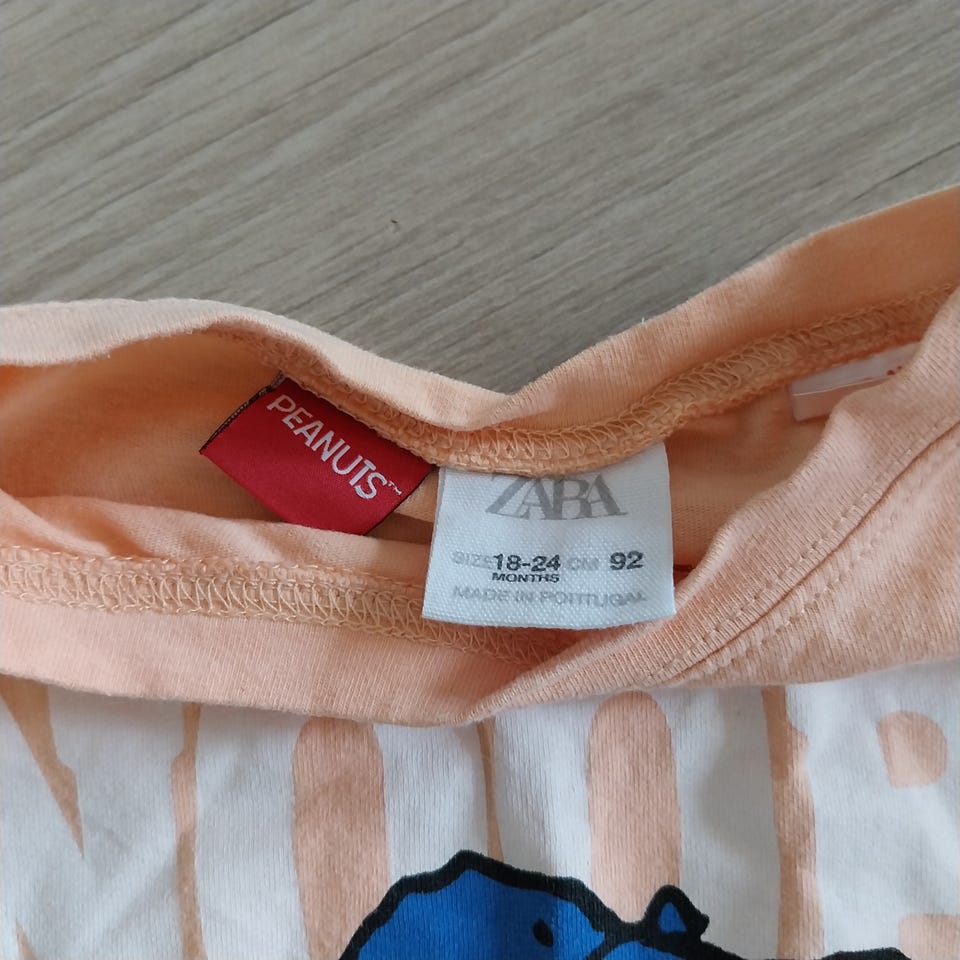 PEANUTS™
ZARA
SIZE 18-24 CM 92
MONTHS
MADE IN PORTUGAL